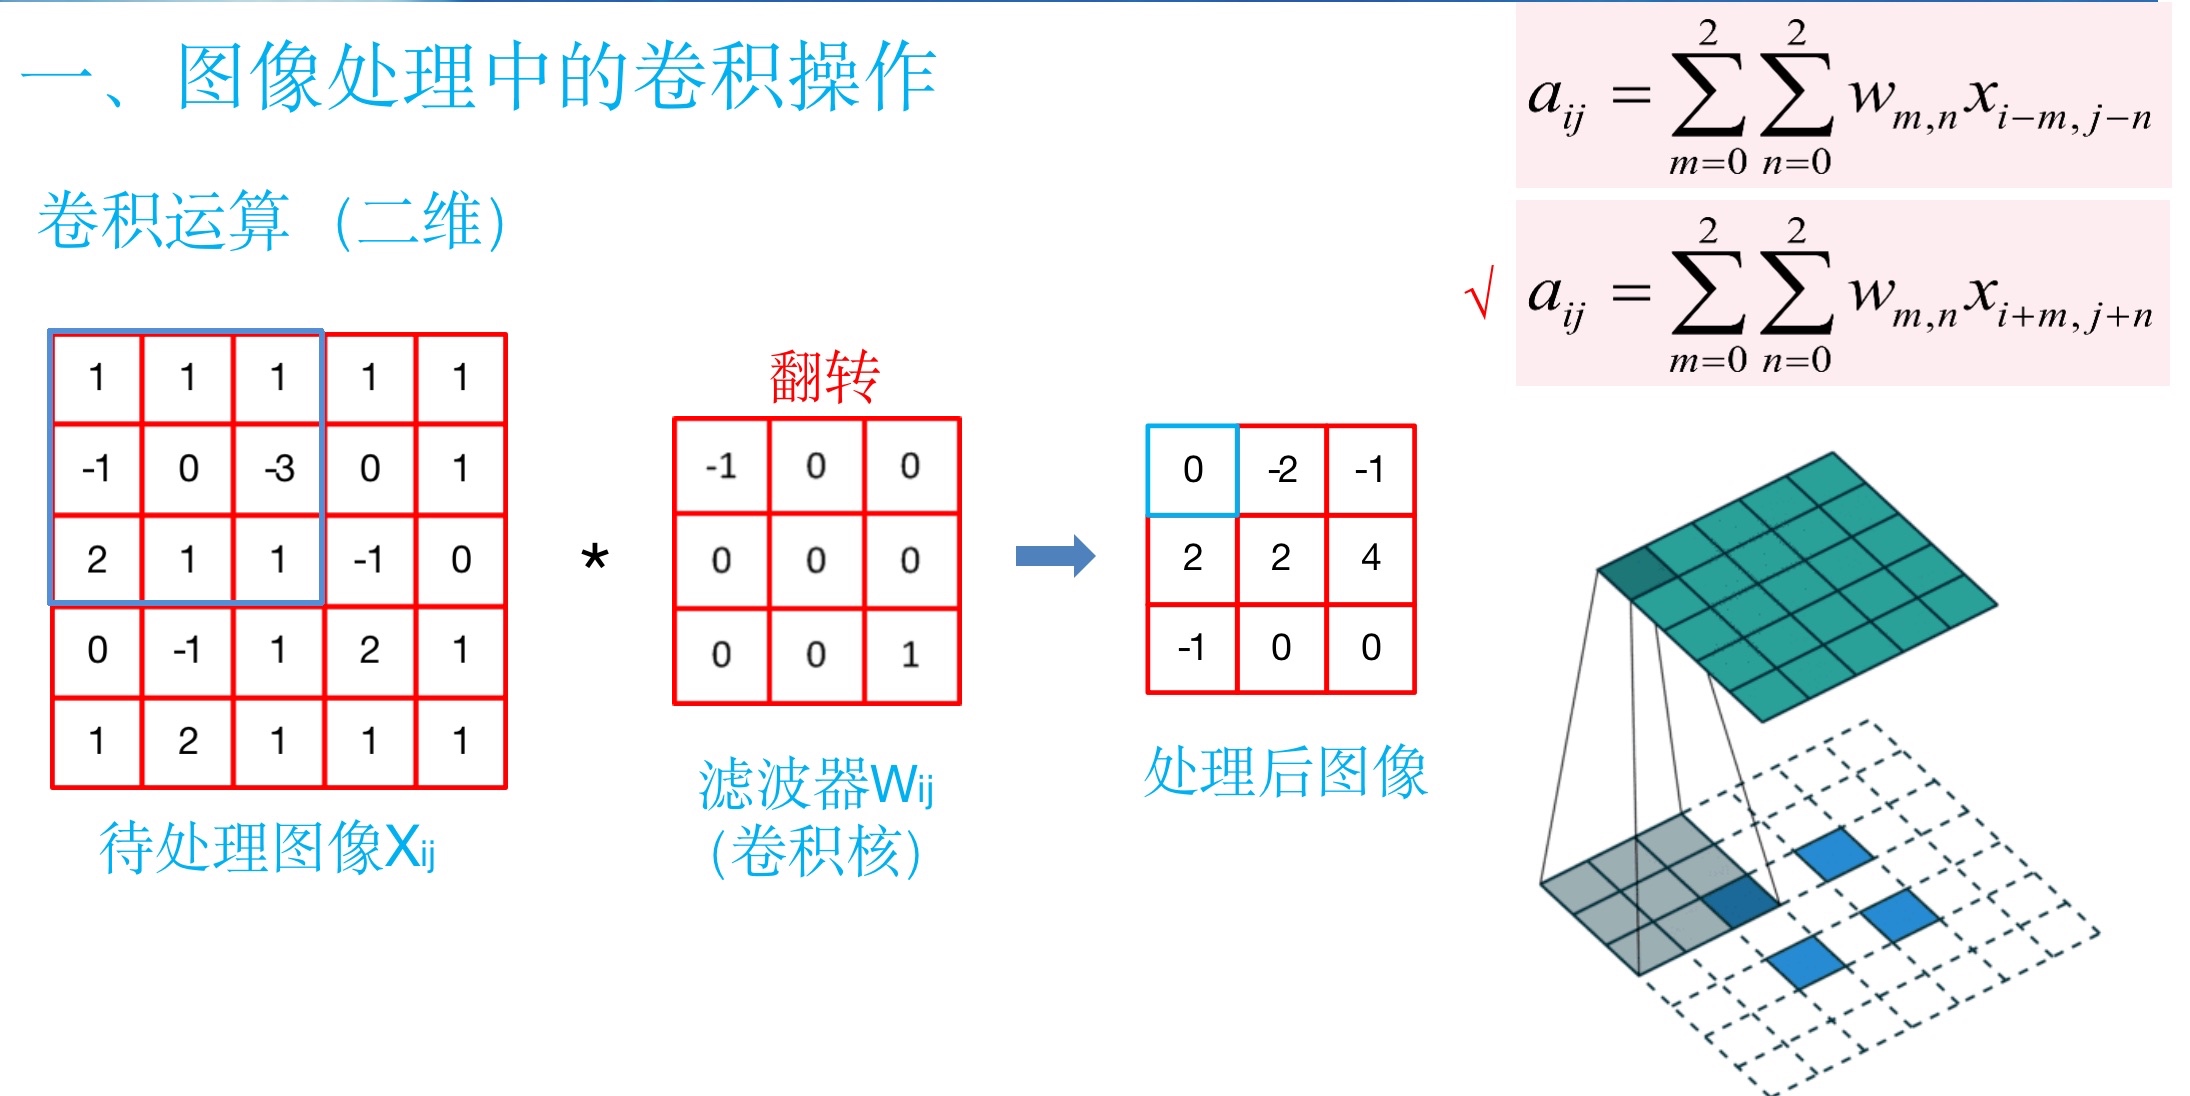 一、图像处理中的卷积操作
a_{ij} = \sum_{m=0}^{2} \sum_{n=0}^{2} w_{m,n} x_{i-m,j-n}
卷积运算（二维）
√ a_{ij} = \sum_{m=0}^{2} \sum_{n=0}^{2} w_{m,n} x_{i+m,j+n}
1 1 1 1 1
-1 0 -3 0 1
2 1 1 -1 0
0 -1 1 2 1
1 2 1 1 1
待处理图像Xij
*
翻转
-1 0 0
0 0 0
0 0 1
滤波器Wij
（卷积核）
0 -2 -1
2 2 4
-1 0 0
处理后图像